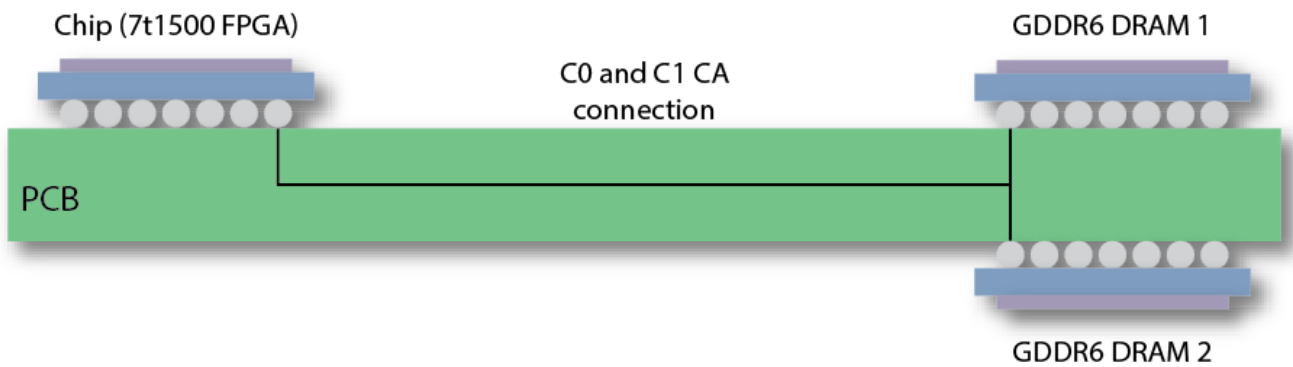 Chip (7t1500 FPGA)
GDDR6 DRAM 1
C0 and C1 CA
connection
PCB
GDDR6 DRAM 2